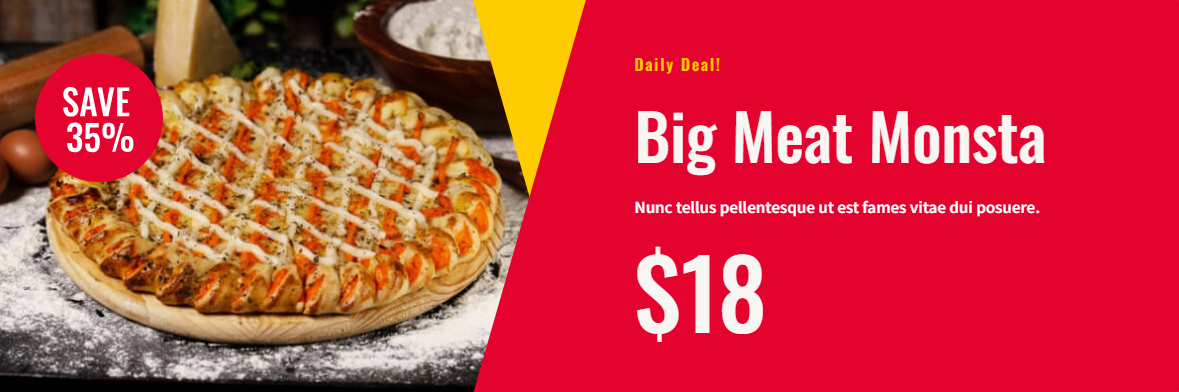 SAVE
35%
Daily Deal!
Big Meat Monsta
Nunc tellus pellentesque ut est fames vitae dui posuere.
$18